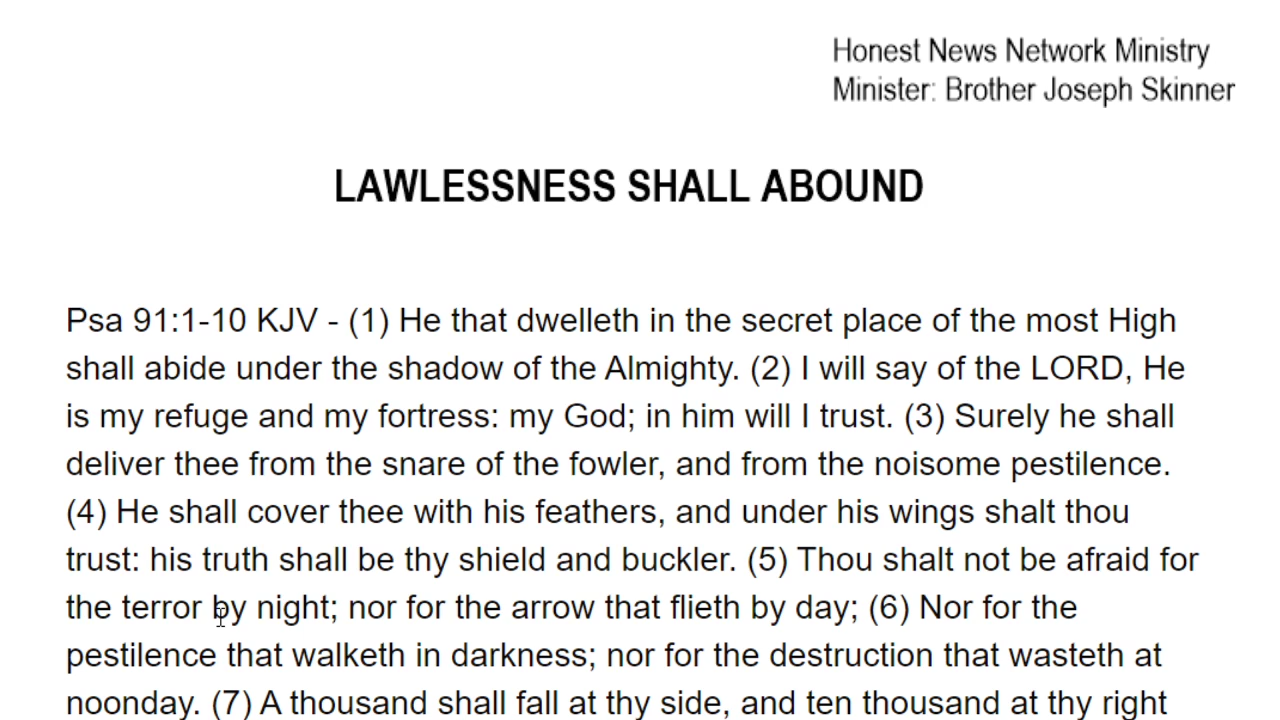 Honest News Network Ministry
Minister: Brother Joseph Skinner
LAWLESSNESS SHALL ABOUND
Psa 91:1-10 KJV - (1) He that dwelleth in the secret place of the most High
shall abide under the shadow of the Almighty. (2) I will say of the LORD, He
is my refuge and my fortress: my God; in him will I trust. (3) Surely he shall
deliver thee from the snare of the fowler, and from the noisome pestilence.
(4) He shall cover thee with his feathers, and under his wings shalt thou
trust: his truth shall be thy shield and buckler. (5) Thou shalt not be afraid for
the terror by night; nor for the arrow that flieth by day; (6) Nor for the
pestilence that walketh in darkness; nor for the destruction that wasteth at
noonday. (7) A thousand shall fall at thy side, and ten thousand at thy right